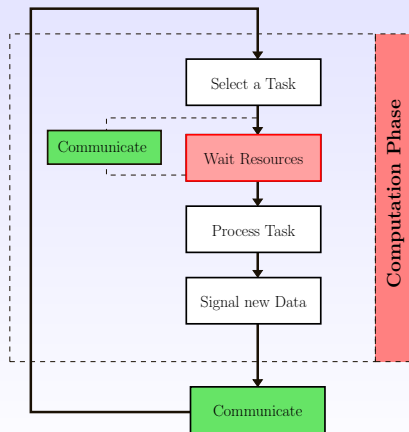 Select a Task
Communicate
Wait Resources
Process Task
Signal new Data
Communicate
Computation Phase